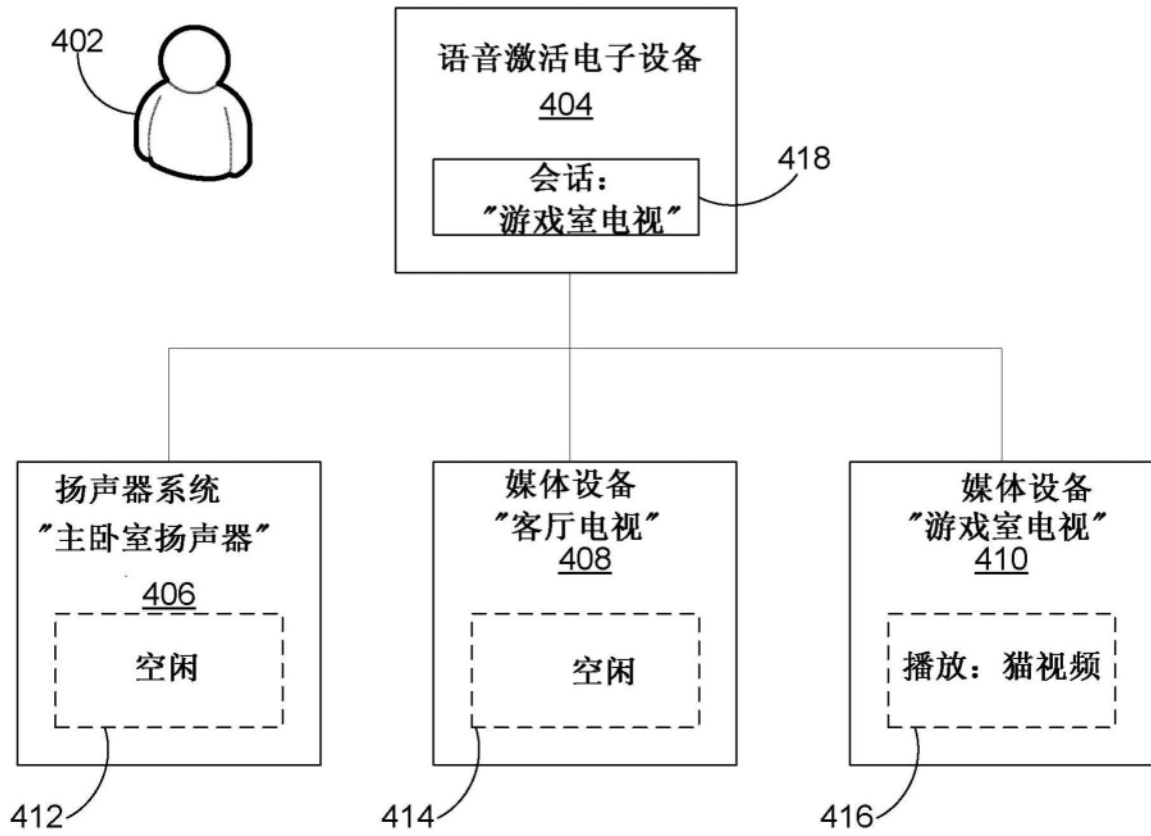 402
语音激活电子设备
404
会话：
"游戏室电视"
418
扬声器系统
"主卧室扬声器"
406
空闲
412
媒体设备
"客厅电视"
408
空闲
414
媒体设备
"游戏室电视"
410
播放：猫视频
416